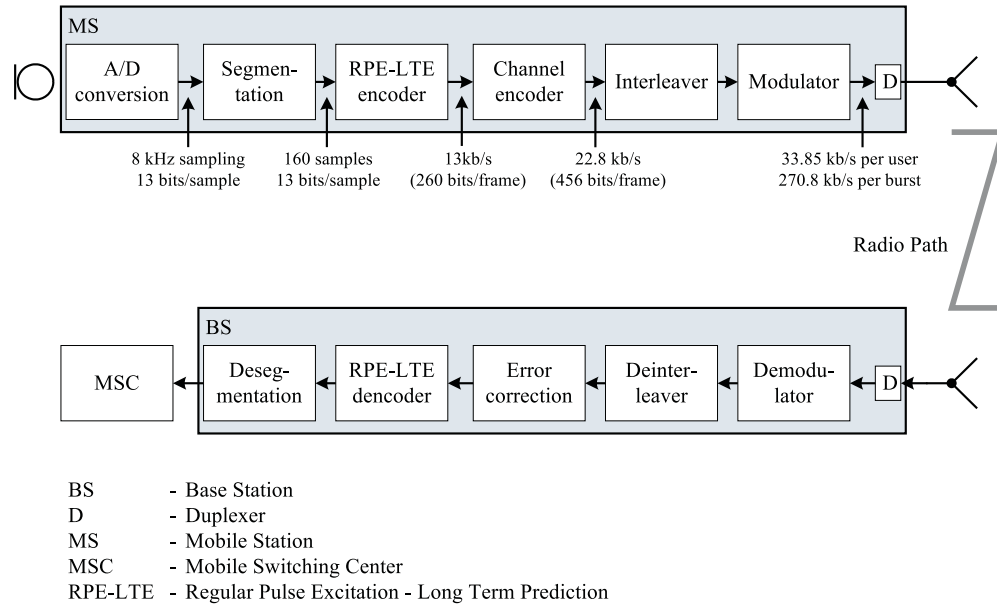 MS
A/D
conversion
Segmen-
tation
RPE-LTE
encoder
Channel
encoder
Interleaver
Modulator
D
8 kHz sampling
13 bits/sample
160 samples
13 bits/sample
13kb/s
(260 bits/frame)
22.8 kb/s
(456 bits/frame)
33.85 kb/s per user
270.8 kb/s per burst
Radio Path
BS
MSC
Deseg-
mentation
RPE-LTE
dencoder
Error
correction
Deinter-
leaver
Demodu-
lator
D
BS - Base Station
D - Duplexer
MS - Mobile Station
MSC - Mobile Switching Center
RPE-LTE - Regular Pulse Excitation - Long Term Prediction